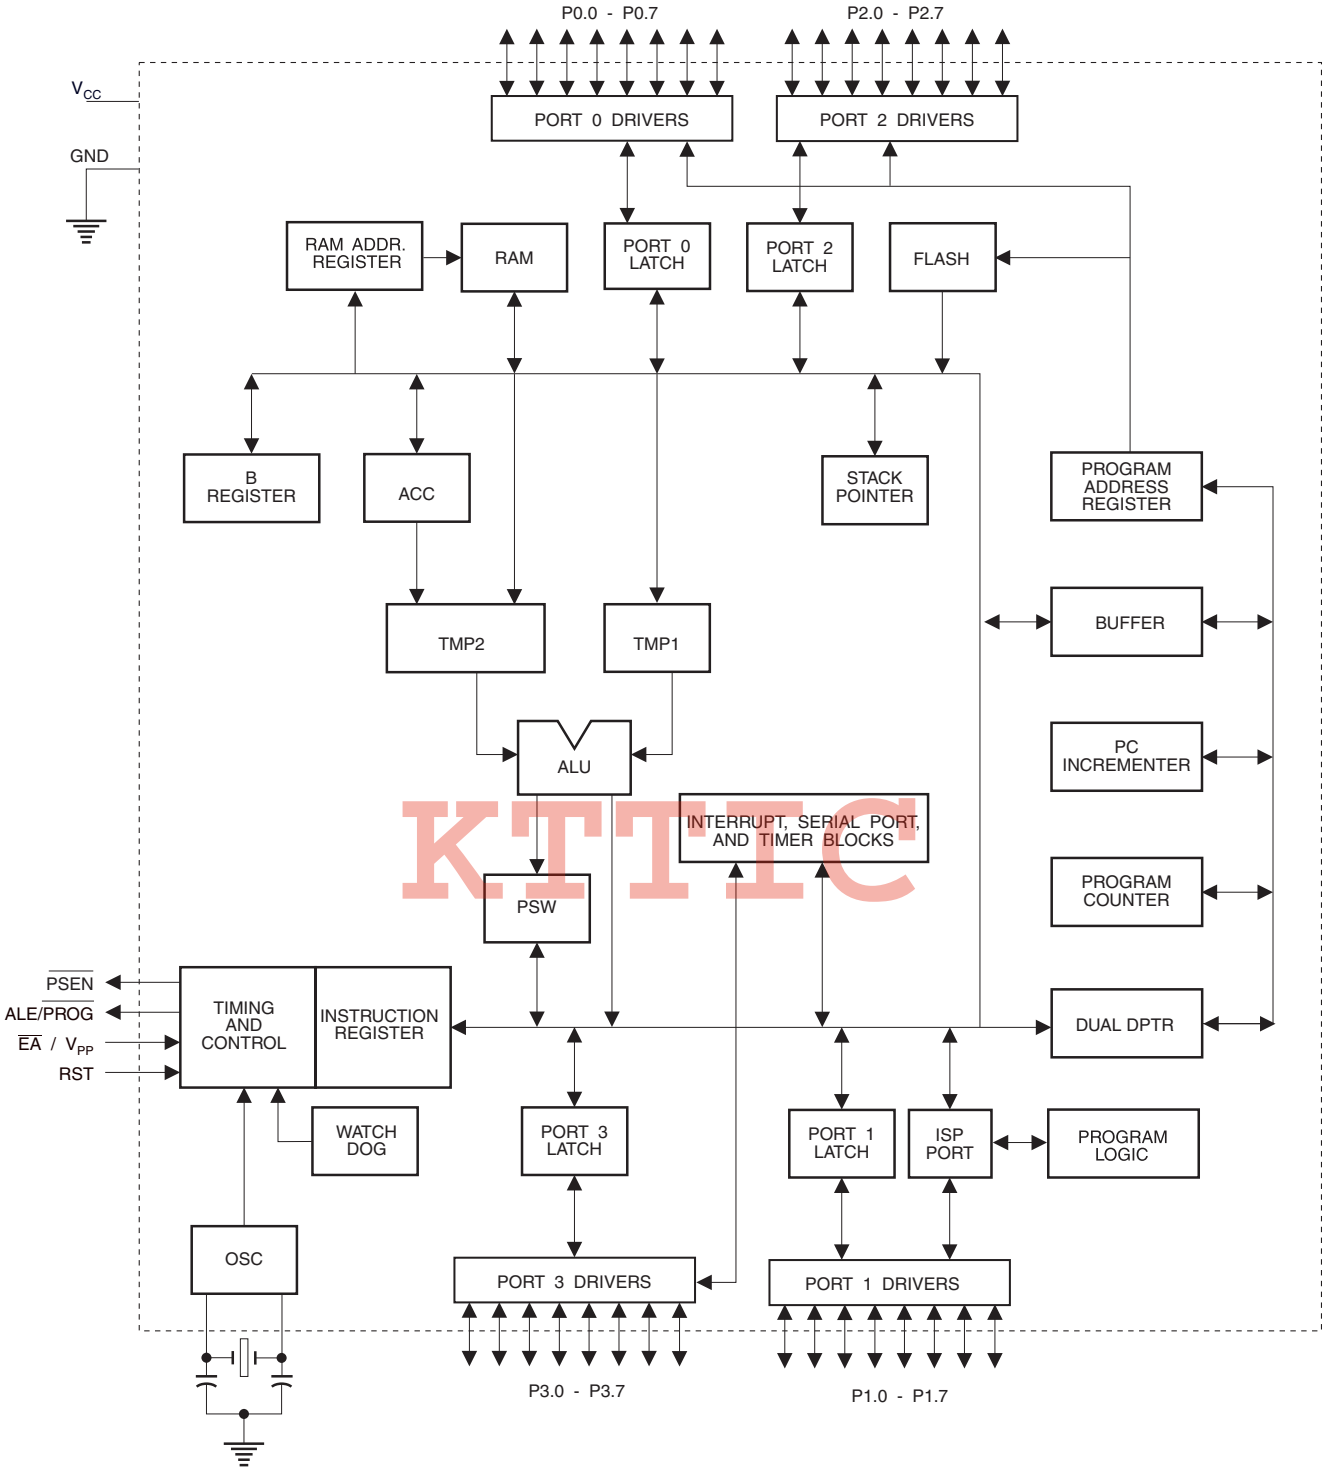 P0.0 - P0.7
P2.0 - P2.7
VCC
GND
PORT 0 DRIVERS
PORT 2 DRIVERS
RAM ADDR.
REGISTER
RAM
PORT 0
LATCH
PORT 2
LATCH
FLASH
B
REGISTER
ACC
STACK
POINTER
PROGRAM
ADDRESS
REGISTER
TMP2
TMP1
BUFFER
ALU
PC
INCREMENTER
INTERRUPT, SERIAL PORT,
AND TIMER BLOCKS
KTTIC
PSW
PROGRAM
COUNTER
PSEN
ALE/PROG
EA / VPP
RST
TIMING
AND
CONTROL
INSTRUCTION
REGISTER
DUAL DPTR
WATCH
DOG
PORT 3
LATCH
PORT 1
LATCH
ISP
PORT
PROGRAM
LOGIC
OSC
PORT 3 DRIVERS
PORT 1 DRIVERS
P3.0 - P3.7
P1.0 - P1.7